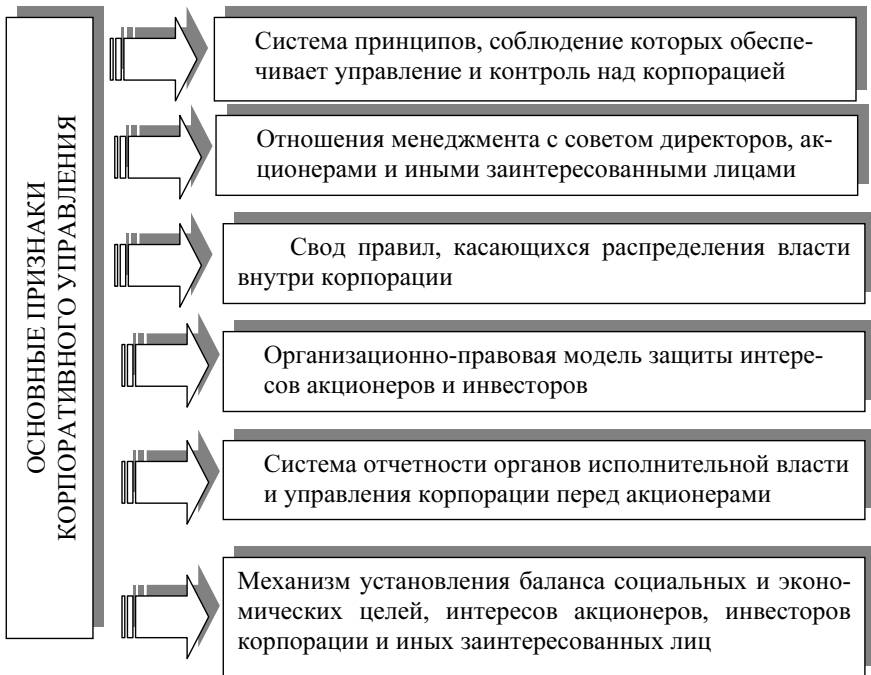 ОСНОВНЫЕ ПРИЗНАКИ
КОРПОРАТИВНОГО УПРАВЛЕНИЯ
Система принципов, соблюдение которых обеспе-
чивает управление и контроль над корпорацией
Отношения менеджмента с советом директоров, ак-
ционерами и иными заинтересованными лицами
Свод правил, касающихся распределения власти
внутри корпорации
Организационно-правовая модель защиты интере-
сов акционеров и инвесторов
Система отчетности органов исполнительной власти
и управления корпорации перед акционерами
Механизм установления баланса социальных и эконо-
мических целей, интересов акционеров, инвесторов
корпорации и иных заинтересованных лиц